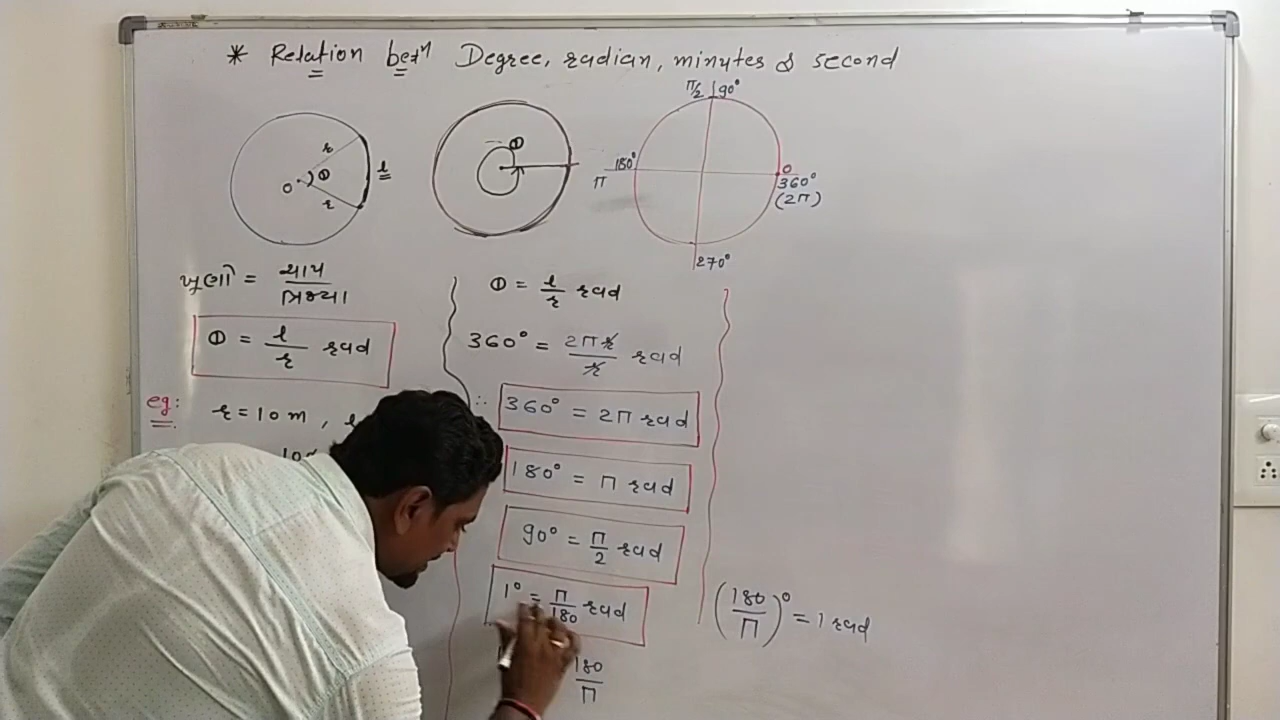 * Relation betⁿ Degree, radian, minutes & second
r
O θ l
r
θ
π/2 90°
180° 0
π 360°
(2π)
270°
ખૂણો = ચાપ / ત્રિજ્યા
θ = l / r રેડ
eg: r = 10 m ,
θ = l / r રેડ
360° = 2πr / r રેડ
∴ 360° = 2π રેડ
180° = π રેડ
90° = π / 2 રેડ
1° = π / 180 રેડ
180 / π
(180 / π)° = 1 રેડ